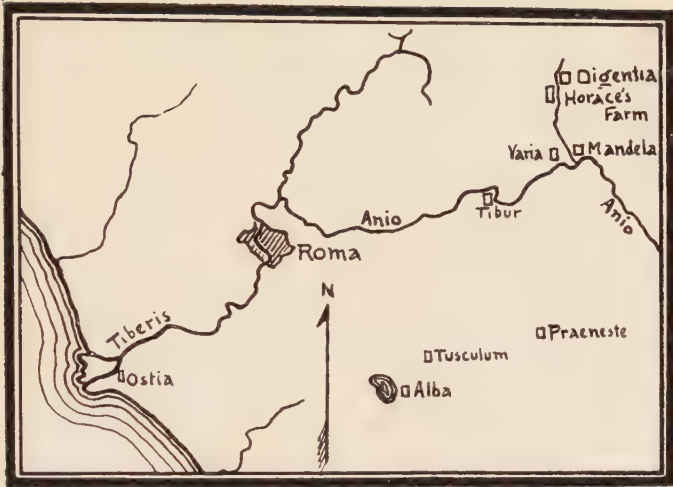 Digentia
Horace's
Farm
Varia
Mandela
Anio
Tibur
Anio
Roma
N
Tiberis
Praeneste
Tusculum
Ostia
Alba